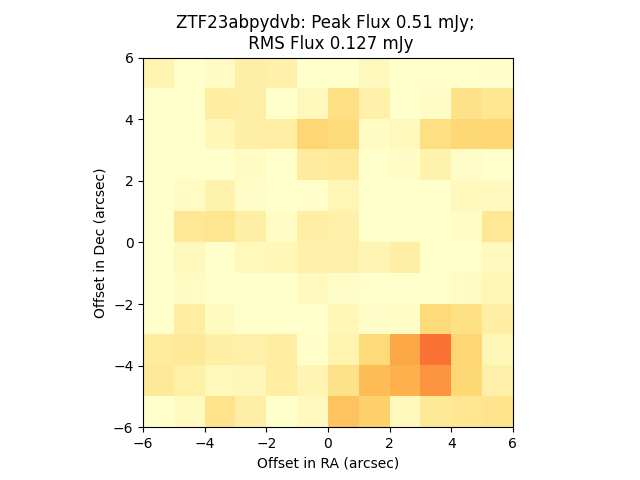 ZTF23abpydvb: Peak Flux 0.51 mJy;
RMS Flux 0.127 mJy
6
4
2
0
−2
−4
−6
Offset in Dec (arcsec)
−6 −4 −2 0 2 4 6
Offset in RA (arcsec)